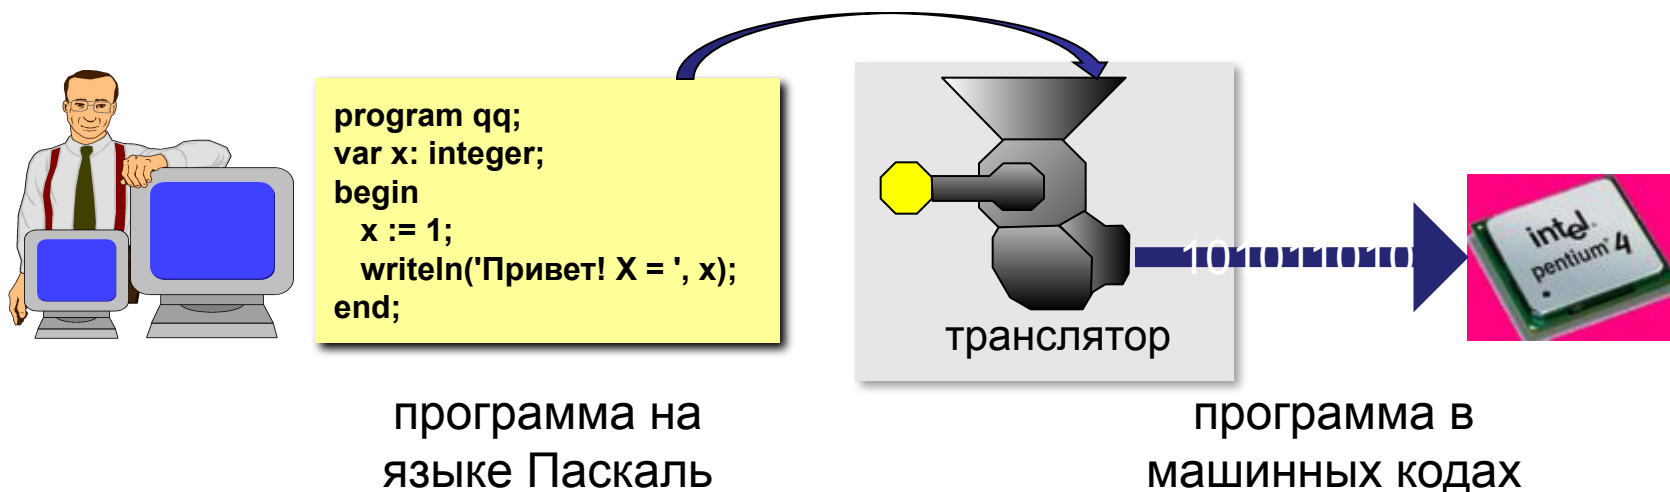 program qq;
var x: integer;
begin
x := 1;
writeln('Привет! X = ', x);
end;
транслятор
1010110101
intel
pentium 4
программа на
языке Паскаль
программа в
машинных кодах